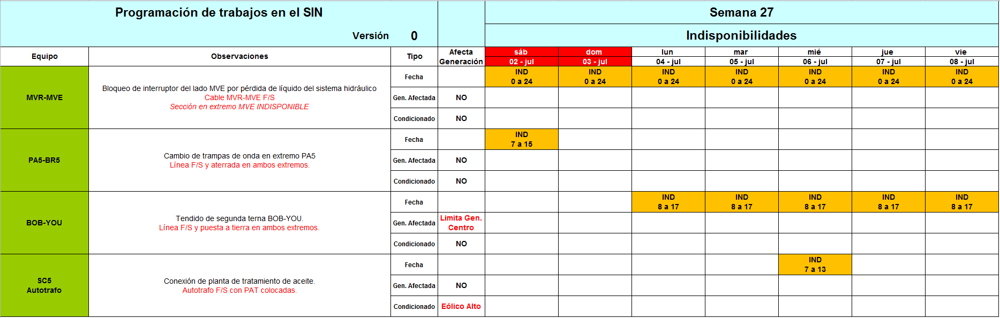 Programación de trabajos en el SIN
Semana 27
Versión 0
Indisponibilidades
Equipo Observaciones Tipo Afecta Generación sáb 02 - jul dom 03 - jul lun 04 - jul mar 05 - jul mié 06 - jul jue 07 - jul vie 08 - jul
MVR-MVE
Bloqueo de interruptor del lado MVE por pérdida de líquido del sistema hidráulico
Cable MVR-MVE F/S
Sección en extremo MVE INDISPONIBLE
Fecha IND 0 a 24 IND 0 a 24 IND 0 a 24 IND 0 a 24 IND 0 a 24 IND 0 a 24 IND 0 a 24
Gen. Afectada NO
Condicionado NO
PA5-BR5
Cambio de trampas de onda en extremo PA5
Línea F/S y aterrada en ambos extremos.
Fecha IND 7 a 15
Gen. Afectada NO
Condicionado NO
BOB-YOU
Tendido de segunda terna BOB-YOU.
Línea F/S y puesta a tierra en ambos extremos.
Fecha IND 8 a 17 IND 8 a 17 IND 8 a 17 IND 8 a 17 IND 8 a 17
Gen. Afectada Limita Gen. Centro
Condicionado NO
SC5
Autotrafo
Conexión de planta de tratamiento de aceite.
Autotrafo F/S con PAT colocadas.
Fecha IND 7 a 13
Gen. Afectada NO
Condicionado Eólico Alto